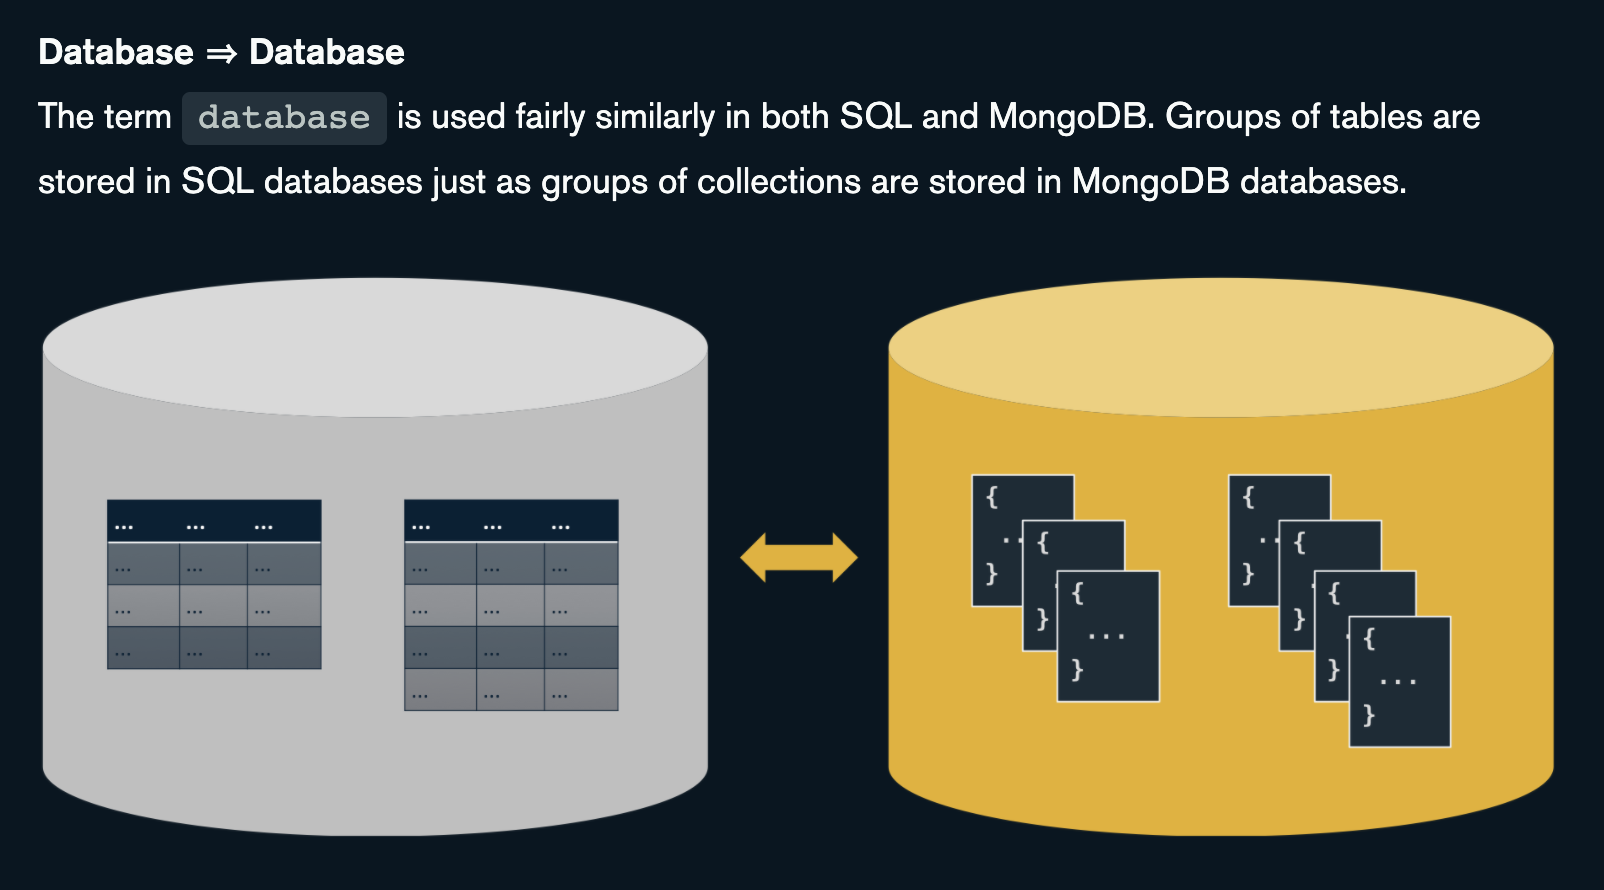 Database ⇒ Database
The term database is used fairly similarly in both SQL and MongoDB. Groups of tables are
stored in SQL databases just as groups of collections are stored in MongoDB databases.
... ... ...
... ... ...
... ... ...
... ... ...
... ... ...
... ... ...
... ... ...
... ... ...
... ... ...
{
..
}
{
.
}
{
...
}
{
..
}
{
.
}
{
.
}
{
...
}